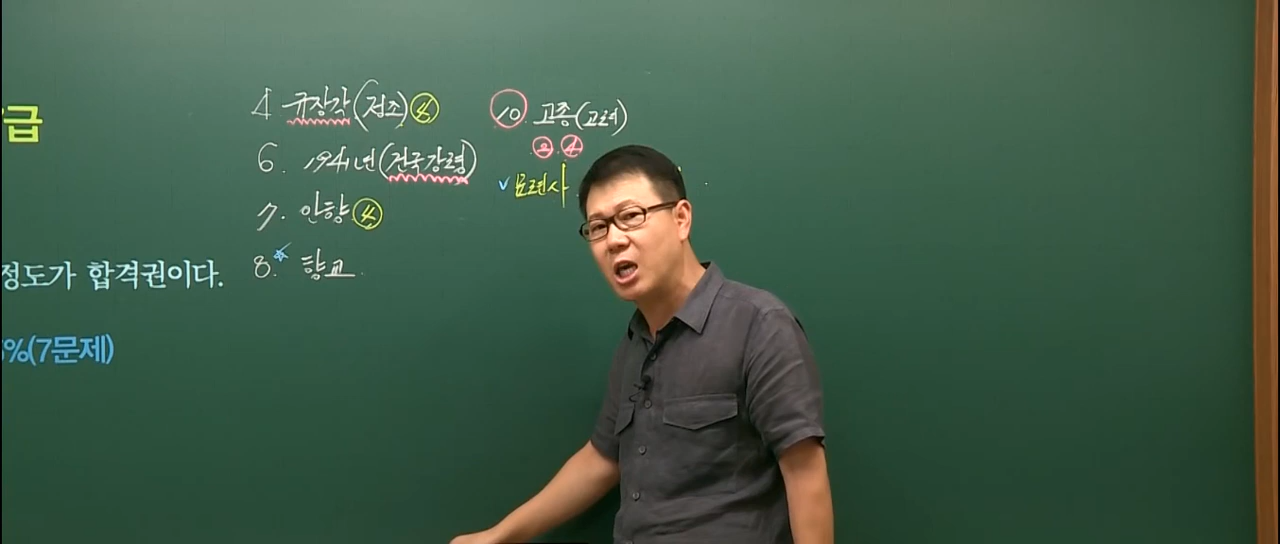 급
4 규장각(정조)④
6. 1941년(건국강령)
7. 안향④
8. 향교
정도가 합격권이다.
%(7문제)
10. 고종(고려)
②.④
✓묘련사